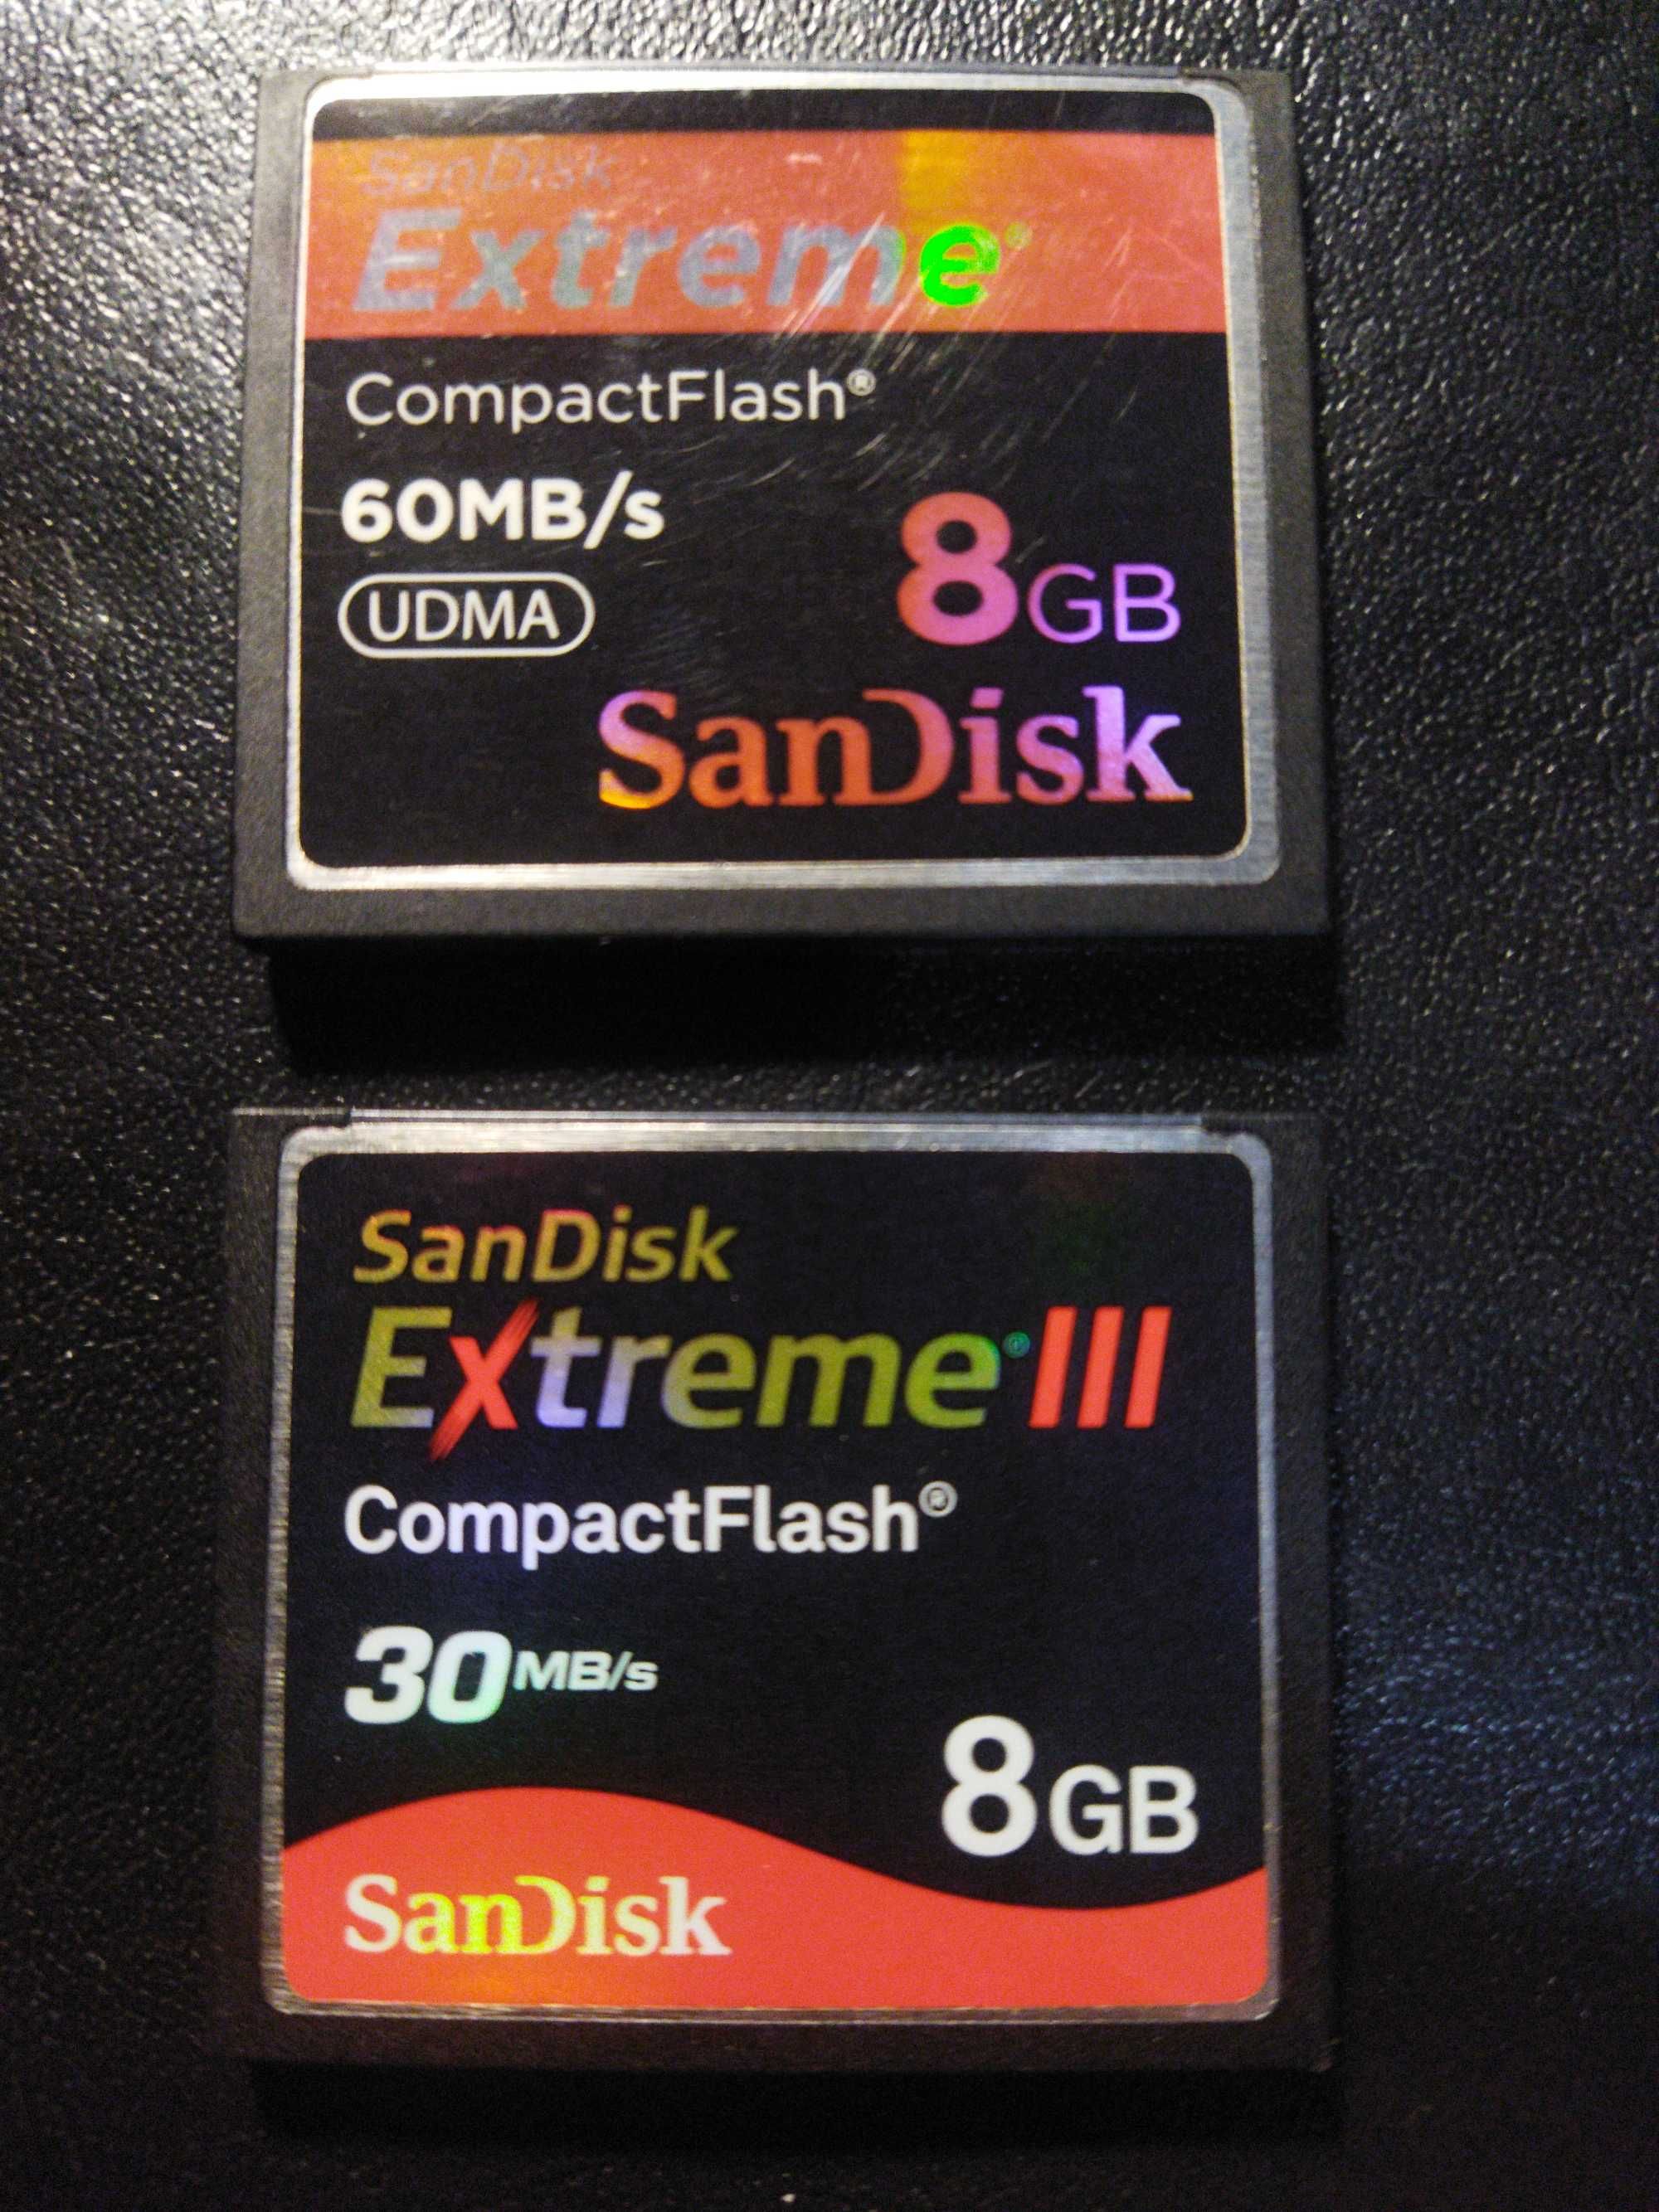 SanDisk
Extreme®
CompactFlash®
60MB/s
8GB
UDMA
SanDisk
SanDisk
Extreme® III
CompactFlash®
30MB/s
8GB
SanDisk